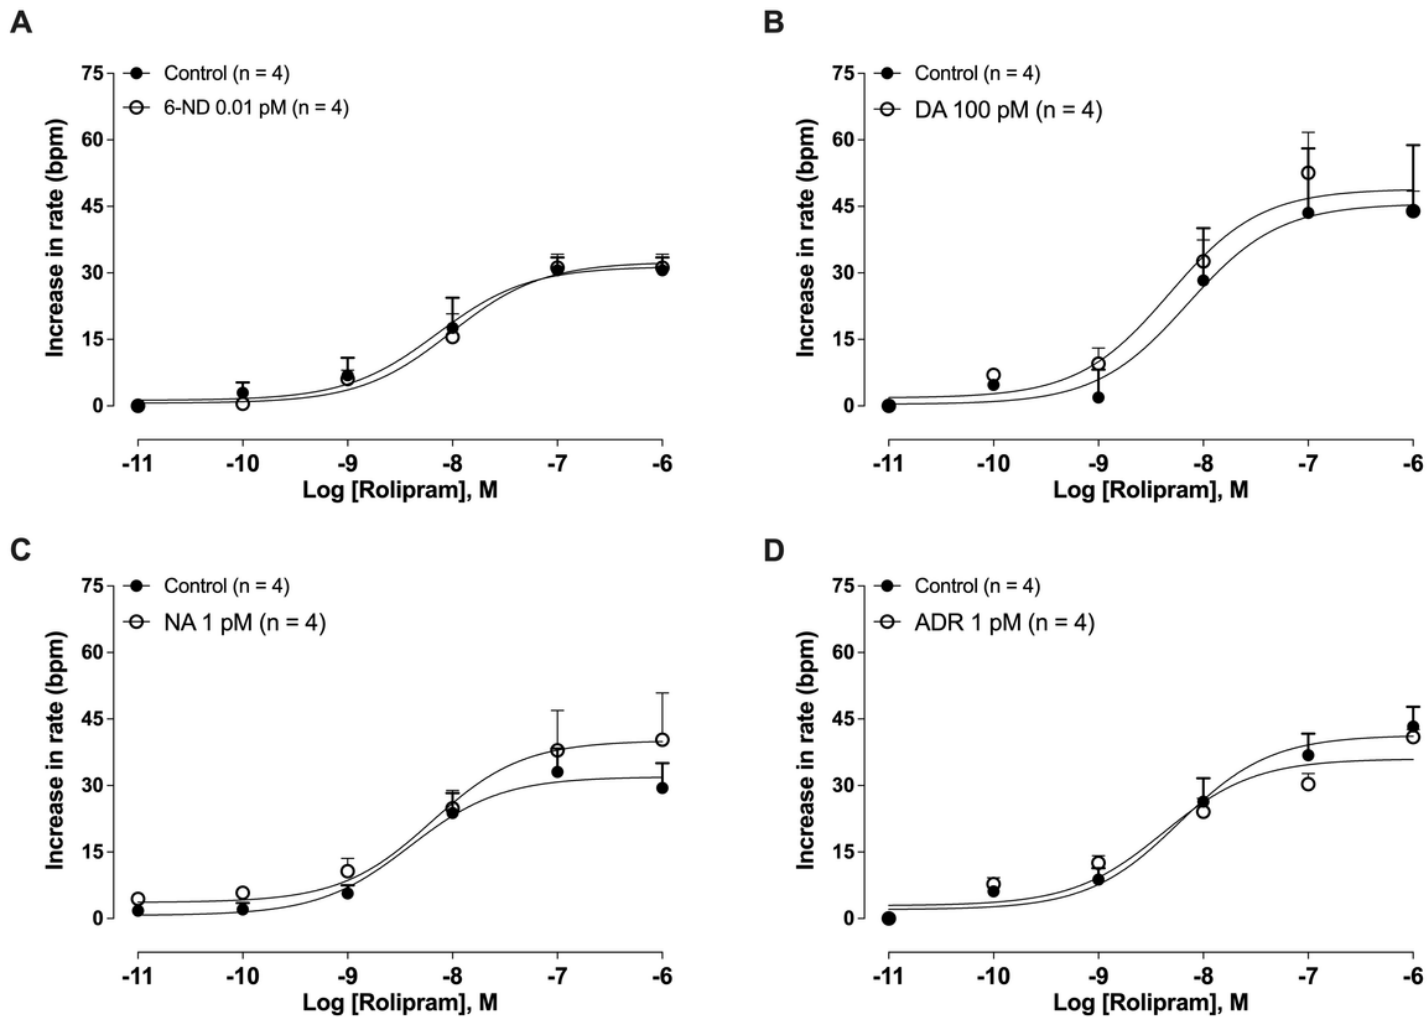 A
Control (n = 4)
6-ND 0.01 pM (n = 4)
75
60
45
30
15
0
Increase in rate (bpm)
-11 -10 -9 -8 -7 -6
Log [Rolipram], M
B
Control (n = 4)
DA 100 pM (n = 4)
75
60
45
30
15
0
Increase in rate (bpm)
-11 -10 -9 -8 -7 -6
Log [Rolipram], M
C
Control (n = 4)
NA 1 pM (n = 4)
75
60
45
30
15
0
Increase in rate (bpm)
-11 -10 -9 -8 -7 -6
Log [Rolipram], M
D
Control (n = 4)
ADR 1 pM (n = 4)
75
60
45
30
15
0
Increase in rate (bpm)
-11 -10 -9 -8 -7 -6
Log [Rolipram], M